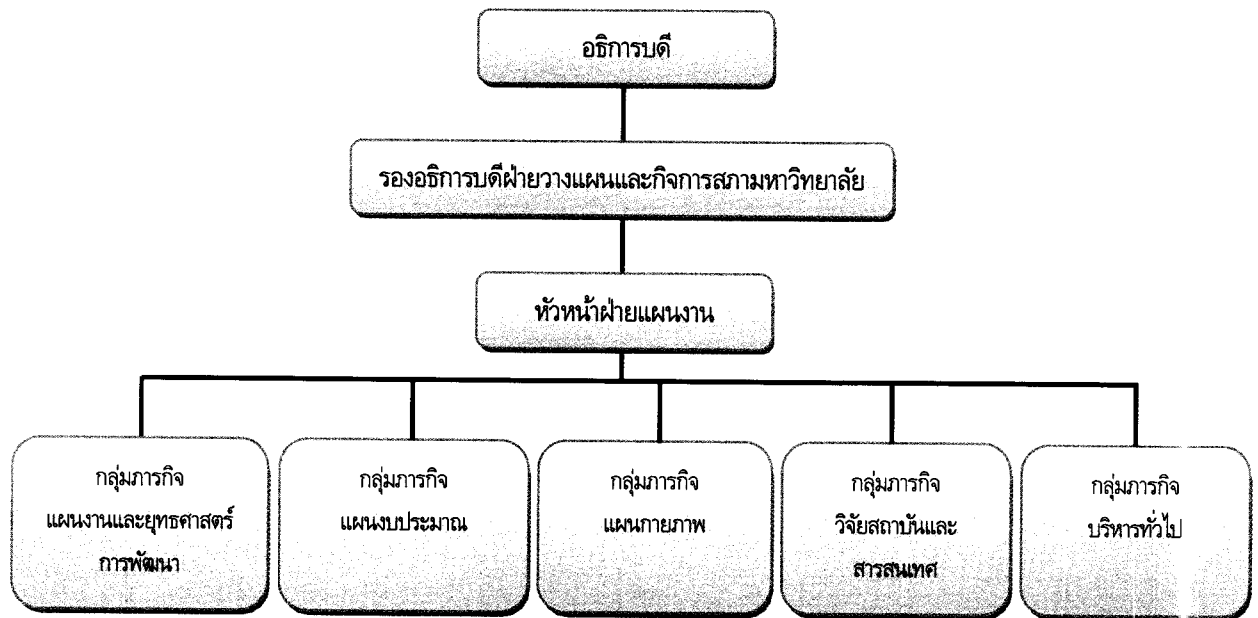 อธิการบดี
รองอธิการบดีฝ่ายวางแผนและกิจการสภามหาวิทยาลัย
หัวหน้าฝ่ายแผนงาน
กลุ่มภารกิจ
แผนงานและยุทธศาสตร์
การพัฒนา
กลุ่มภารกิจ
แผนงบประมาณ
กลุ่มภารกิจ
แผนกายภาพ
กลุ่มภารกิจ
วิจัยสถาบันและ
สารสนเทศ
กลุ่มภารกิจ
บริหารทั่วไป